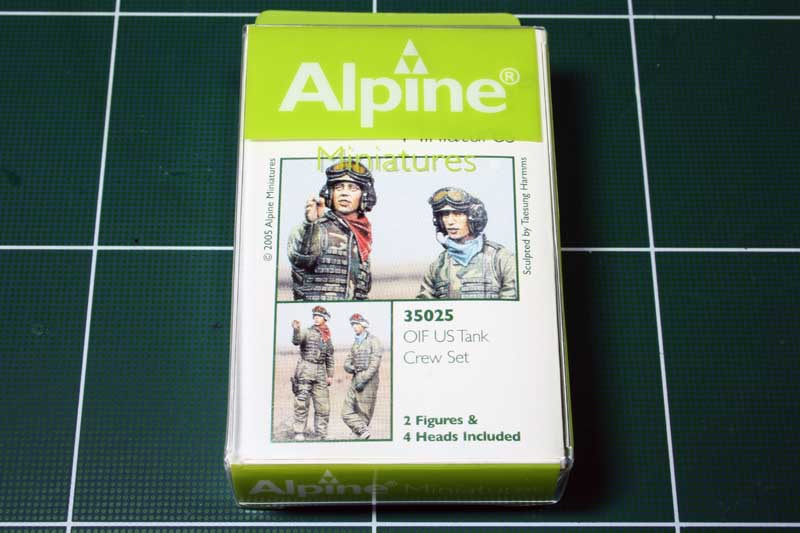 Alpine®
Miniatures
© 2005 Alpine Miniatures
Sculpted by Taesung Harmms
35025
OIF US Tank
Crew Set
2 Figures &
4 Heads Included
Alpine® Miniatures